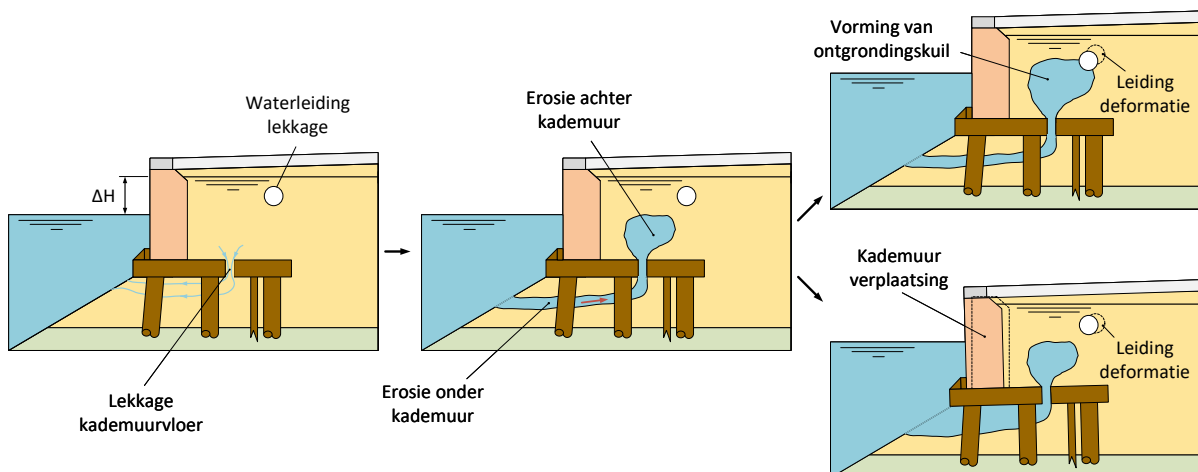 Waterleiding
lekkage
ΔH
Lekkage
kademuurvloer
Erosie achter
kademuur
Erosie onder
kademuur
Vorming van
ontgrondingskuil
Leiding
deformatie
Kademuur
verplaatsing
Leiding
deformatie